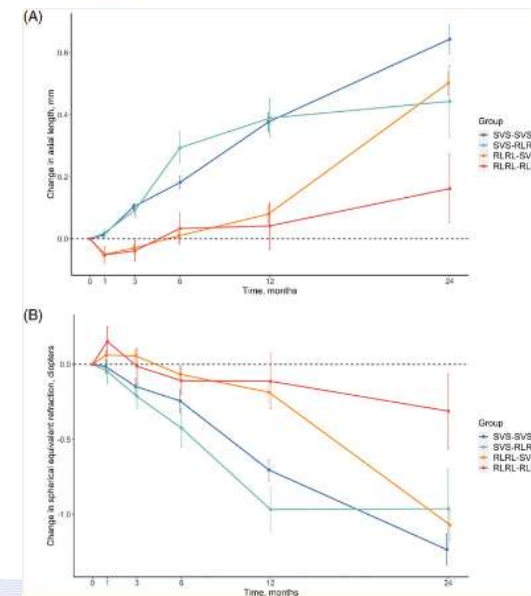 (A)
0.6
0.4
0.2
0.0
Change in axial length, mm
0 1 3 6 12 24
Time, months
Group
SVS-SVS
SVS-RLR
RLRL-SV
RLRL-RL
(B)
0.0
-0.5
-1.0
Change in spherical equivalent refraction, diopters
0 1 3 6 12 24
Time, months
Group
SVS-SVS
SVS-RLR
RLRL-SV
RLRL-RL